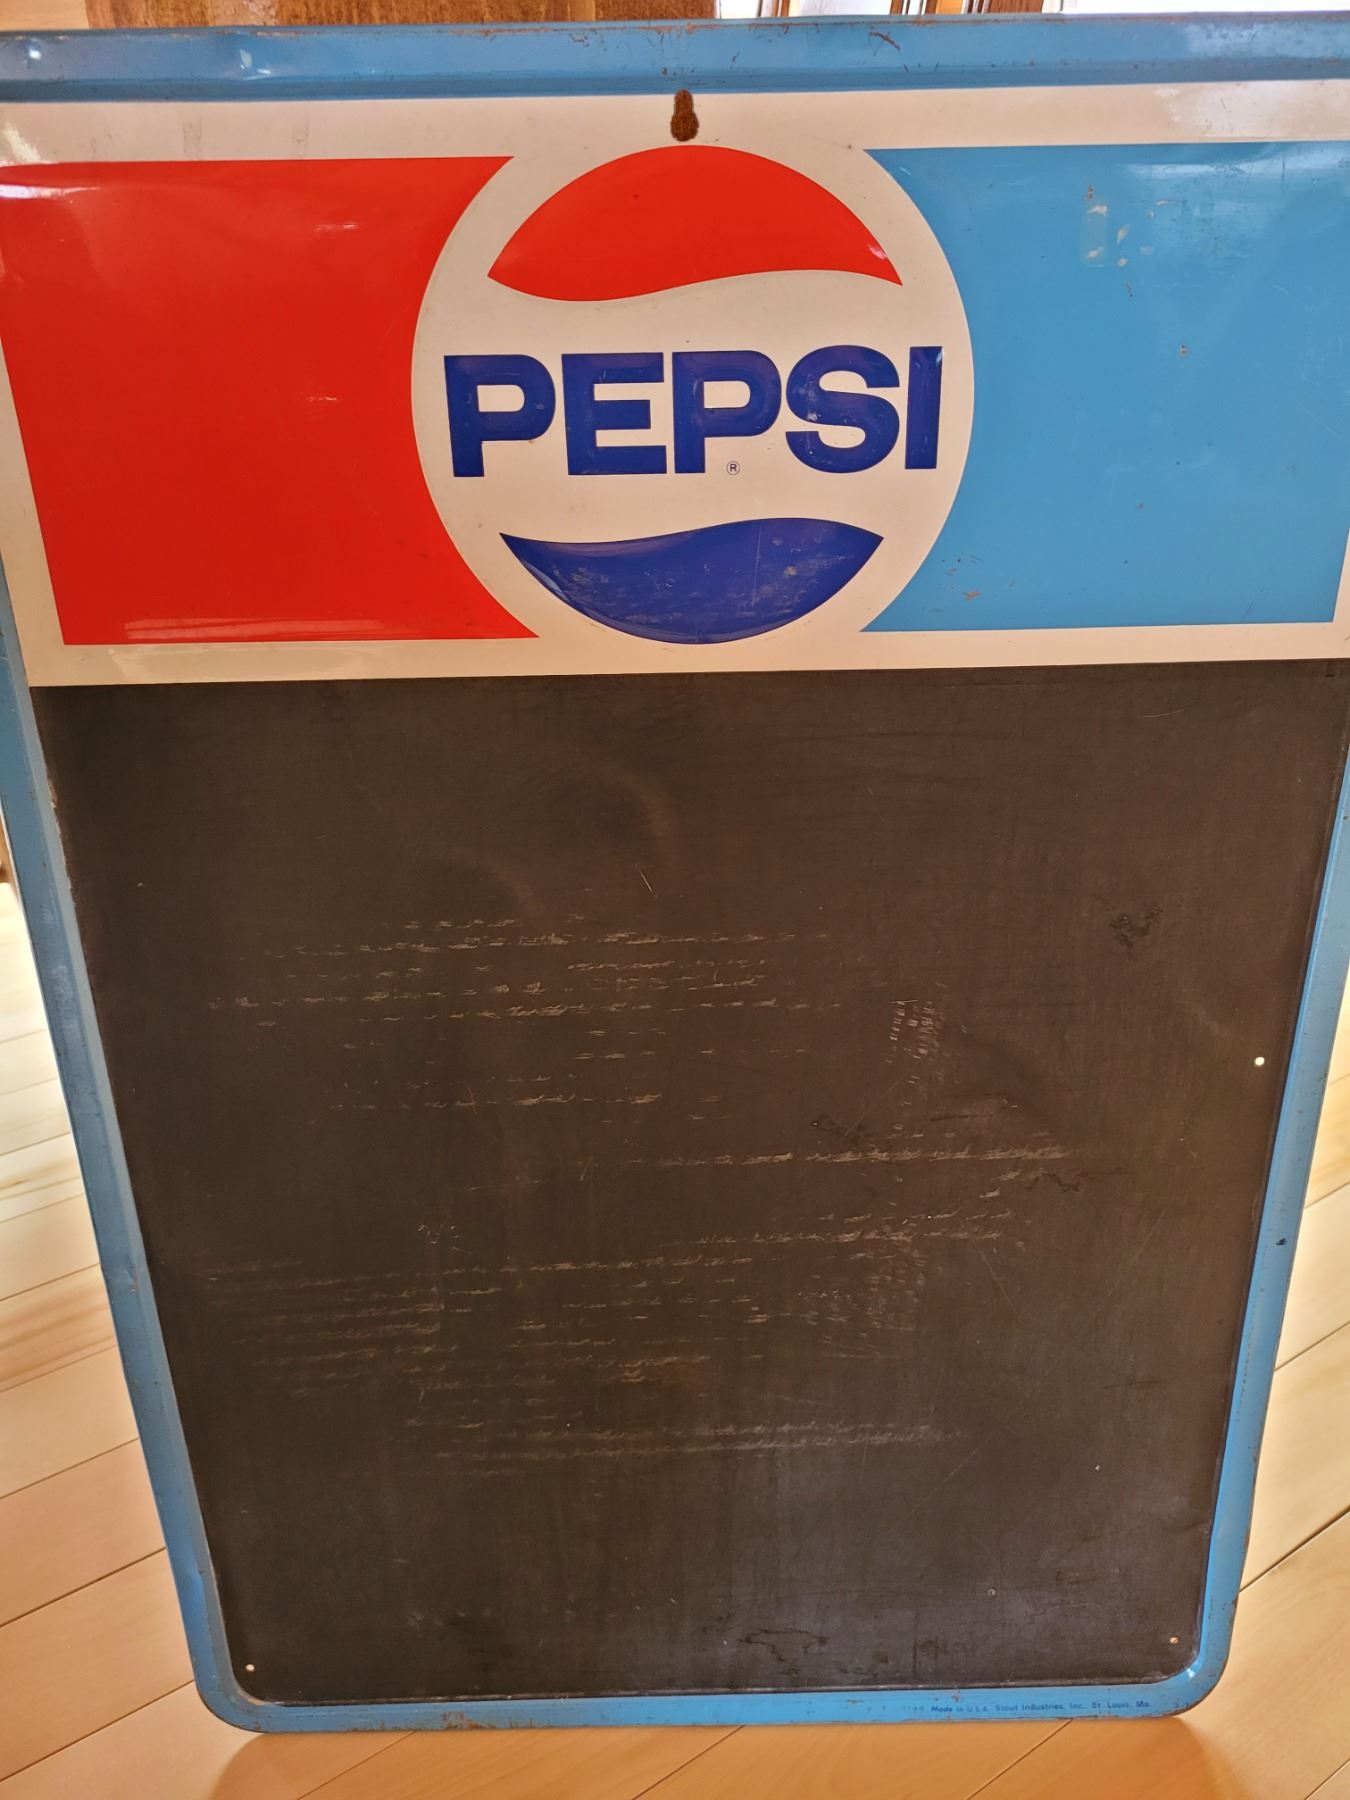 PEPSI
®
Made in U.S.A. Stout Industries, Inc. St. Louis, Mo.